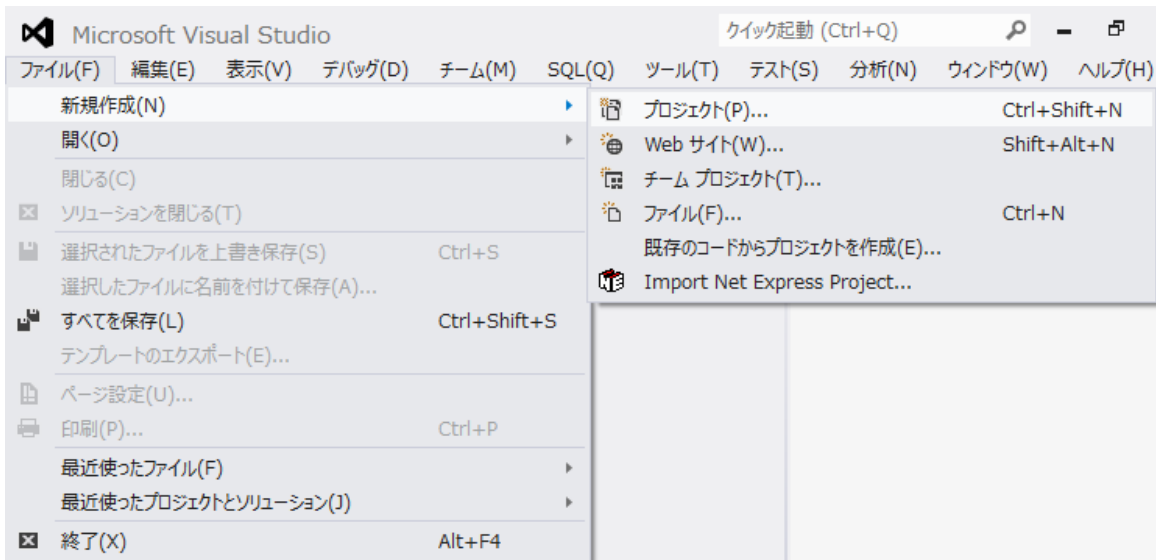 Microsoft Visual Studio
クイック起動 (Ctrl+Q)
ファイル(F) 編集(E) 表示(V) デバッグ(D) チーム(M) SQL(Q) ツール(T) テスト(S) 分析(N) ウィンドウ(W) ヘルプ(H)
新規作成(N)
開く(O)
閉じる(C)
ソリューションを閉じる(T)
選択されたファイルを上書き保存(S) Ctrl+S
選択したファイルに名前を付けて保存(A)...
すべてを保存(L) Ctrl+Shift+S
テンプレートのエクスポート(E)...
ページ設定(U)...
印刷(P)... Ctrl+P
最近使ったファイル(F)
最近使ったプロジェクトとソリューション(J)
終了(X) Alt+F4
プロジェクト(P)... Ctrl+Shift+N
Web サイト(W)... Shift+Alt+N
チーム プロジェクト(T)...
ファイル(F)... Ctrl+N
既存のコードからプロジェクトを作成(E)...
Import Net Express Project...